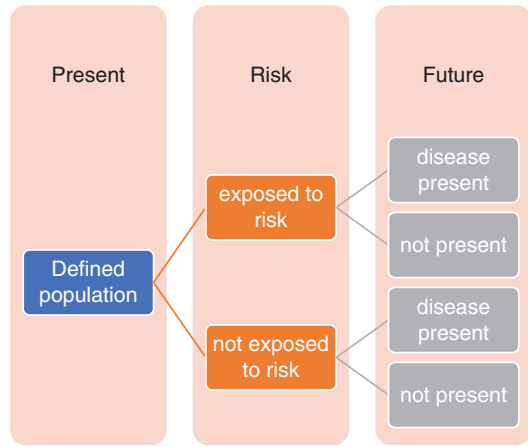 Present
Risk
Future
Defined
population
exposed to
risk
not exposed
to risk
disease
present
not present
disease
present
not present